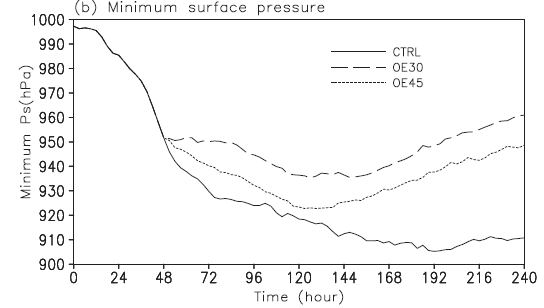 (b) Minimum surface pressure
1000
990
980
970
960
950
940
930
920
910
900
Minimum Ps(hPa)
CTRL
OE30
OE45
0 24 48 72 96 120 144 168 192 216 240
Time (hour)